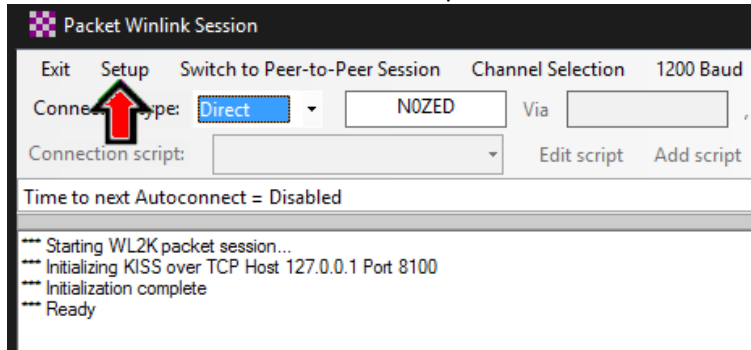 Packet Winlink Session
Exit Setup Switch to Peer-to-Peer Session Channel Selection 1200 Baud
Direct N0ZED Via ,
Connection script: Edit script Add script
Time to next Autoconnect = Disabled
*** Starting WL2K packet session...
*** Initializing KISS over TCP Host 127.0.0.1 Port 8100
*** Initialization complete
*** Ready